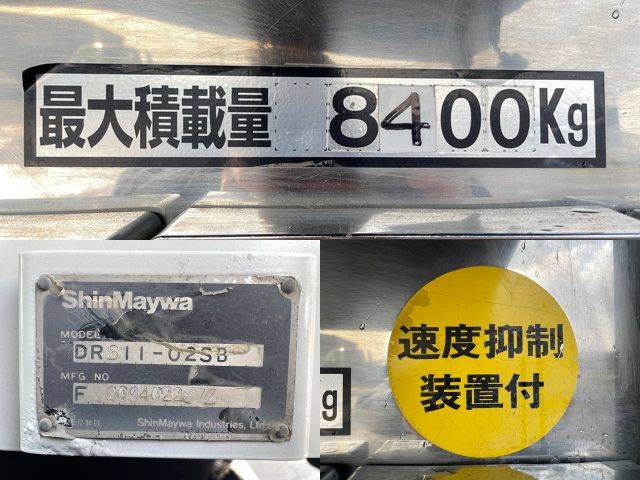 最大積載量 8400Kg
ShinMaywa
MODEL
DRS11-02SB
MFG. NO
F
ShinMaywa Industries, Ltd.
g
速度抑制
装置付